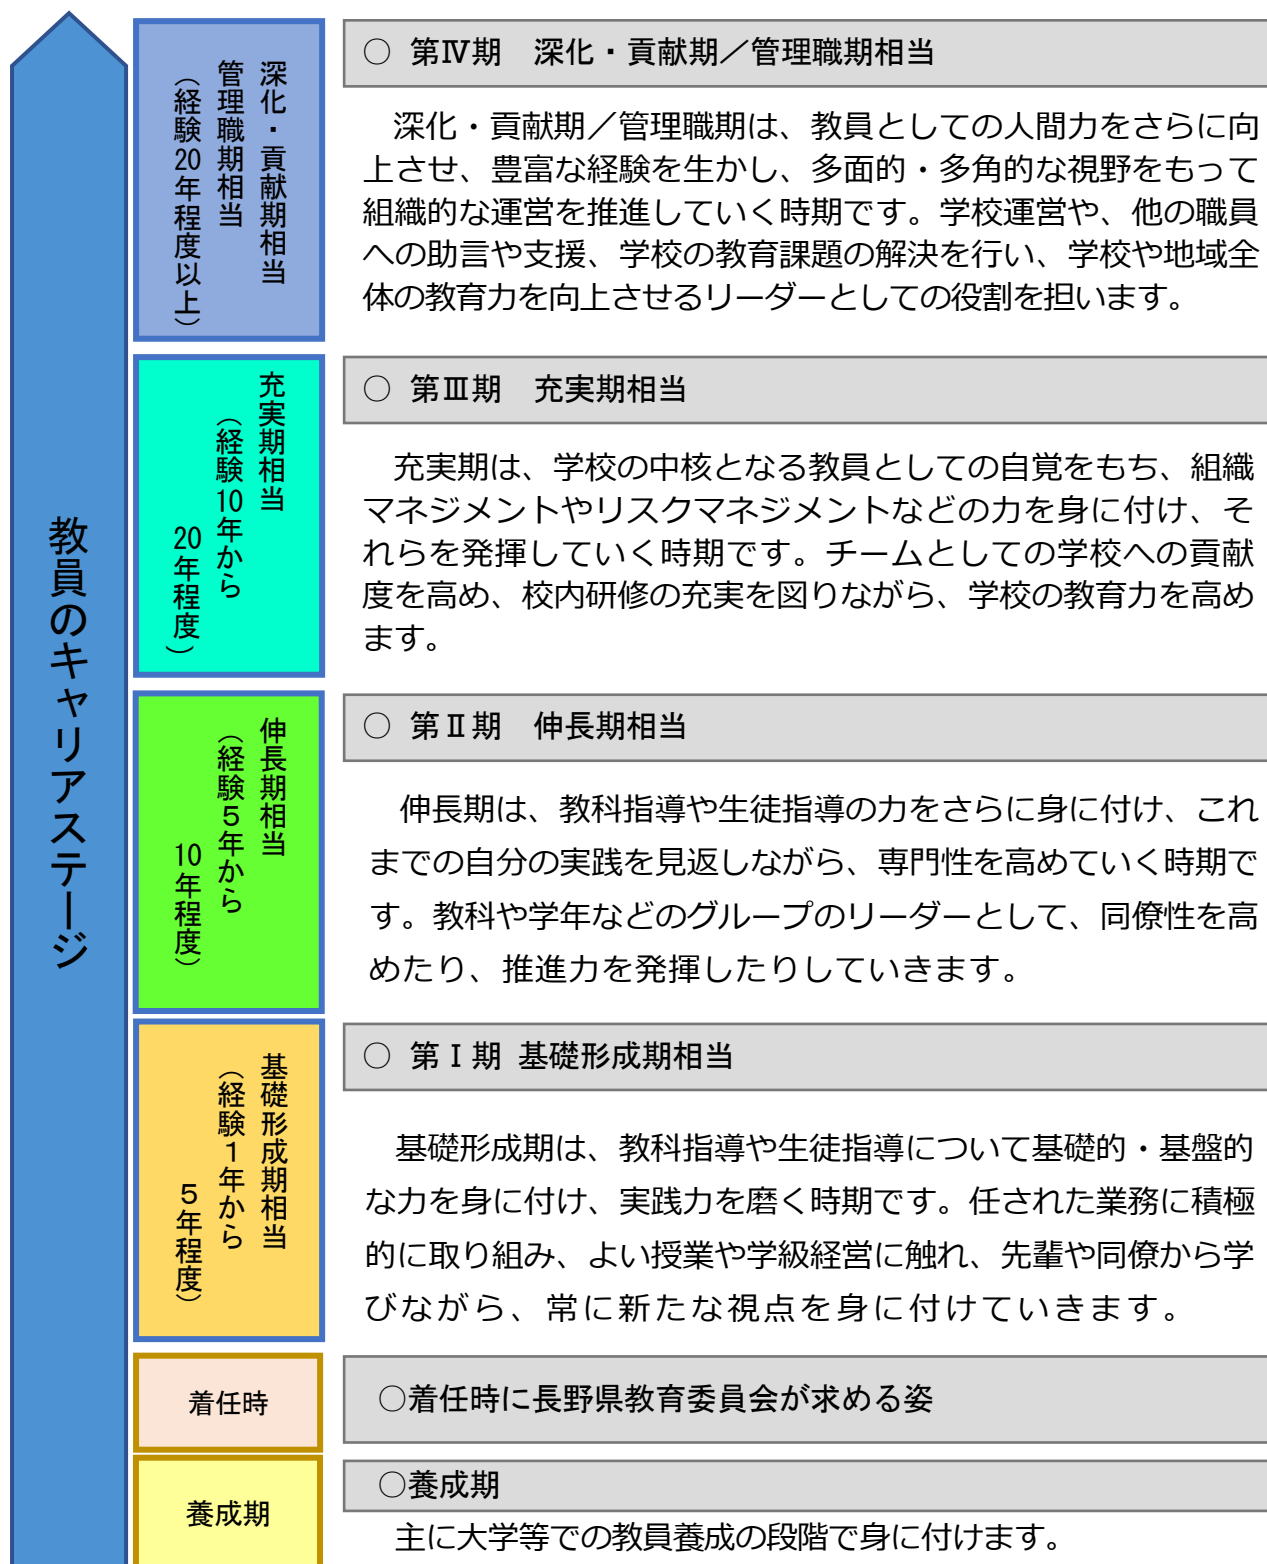 教員のキャリアステージ
深化・貢献期相当
管理職期相当
（経験20年程度以上）
○ 第Ⅳ期　深化・貢献期／管理職期相当
深化・貢献期／管理職期は、教員としての人間力をさらに向
上させ、豊富な経験を生かし、多面的・多角的な視野をもって
組織的な運営を推進していく時期です。学校運営や、他の職員
への助言や支援、学校の教育課題の解決を行い、学校や地域全
体の教育力を向上させるリーダーとしての役割を担います。
充実期相当
（経験10年から
20年程度）
○ 第Ⅲ期　充実期相当
充実期は、学校の中核となる教員としての自覚をもち、組織
マネジメントやリスクマネジメントなどの力を身に付け、そ
れらを発揮していく時期です。チームとしての学校への貢献
度を高め、校内研修の充実を図りながら、学校の教育力を高め
ます。
伸長期相当
（経験５年から
10年程度）
○ 第Ⅱ期　伸長期相当
伸長期は、教科指導や生徒指導の力をさらに身に付け、これ
までの自分の実践を見返しながら、専門性を高めていく時期で
す。教科や学年などのグループのリーダーとして、同僚性を高
めたり、推進力を発揮したりしていきます。
基礎形成期相当
（経験１年から
５年程度）
○ 第Ⅰ期 基礎形成期相当
基礎形成期は、教科指導や生徒指導について基礎的・基盤的
な力を身に付け、実践力を磨く時期です。任された業務に積極
的に取り組み、よい授業や学級経営に触れ、先輩や同僚から学
びながら、常に新たな視点を身に付けていきます。
着任時
○着任時に長野県教育委員会が求める姿
養成期
○養成期
主に大学等での教員養成の段階で身に付けます。